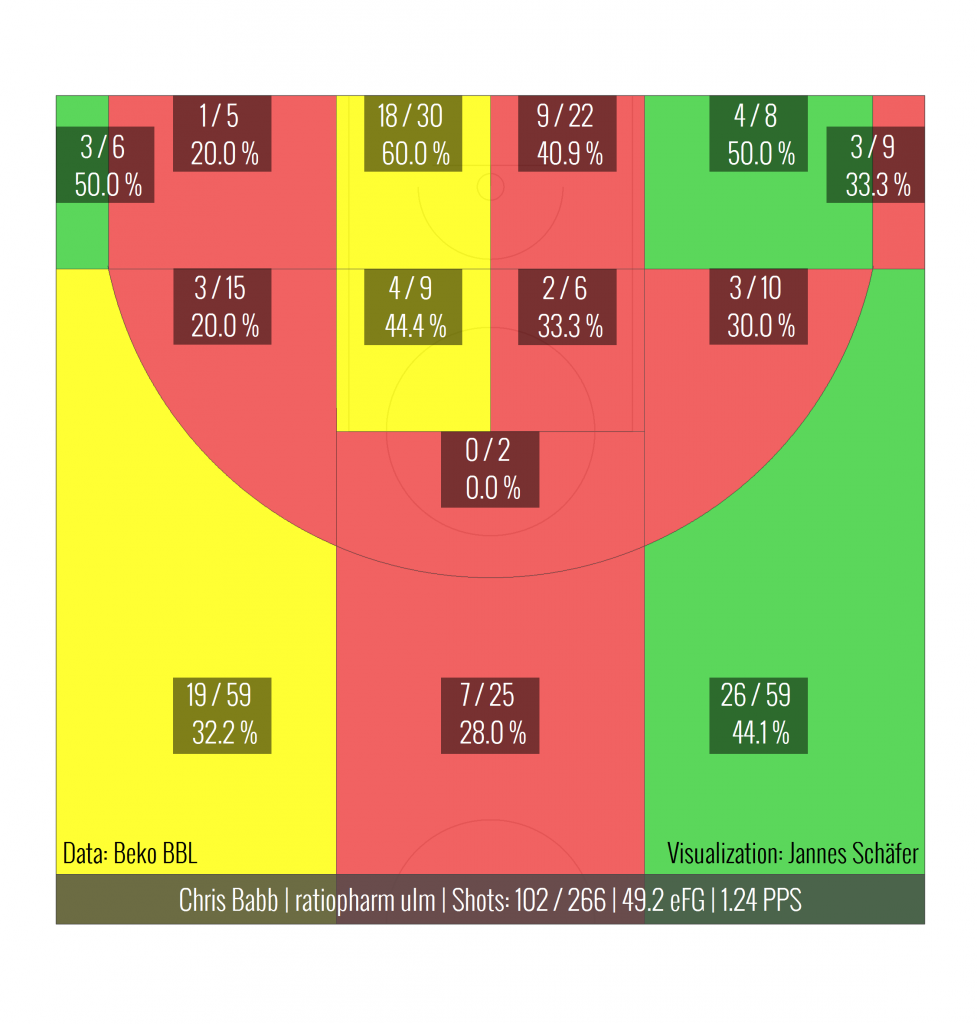 1 / 5
20.0 %
18 / 30
60.0 %
9 / 22
40.9 %
4 / 8
50.0 %
3 / 6
50.0 %
3 / 9
33.3 %
3 / 15
20.0 %
4 / 9
44.4 %
2 / 6
33.3 %
3 / 10
30.0 %
0 / 2
0.0 %
19 / 59
32.2 %
7 / 25
28.0 %
26 / 59
44.1 %
Data: Beko BBL
Visualization: Jannes Schäfer
Chris Babb | ratiopharm ulm | Shots: 102 / 266 | 49.2 eFG | 1.24 PPS